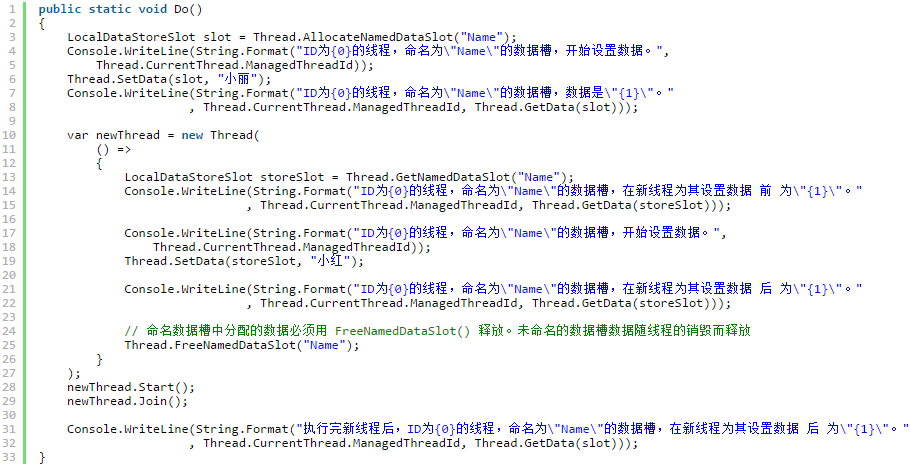 1 public static void Do()
2 {
3 LocalDataStoreSlot slot = Thread.AllocateNamedDataSlot("Name");
4 Console.WriteLine(String.Format("ID为{0}的线程，命名为\"Name\"的数据槽，开始设置数据。",
5 Thread.CurrentThread.ManagedThreadId));
6 Thread.SetData(slot, "小丽");
7 Console.WriteLine(String.Format("ID为{0}的线程，命名为\"Name\"的数据槽，数据是\"{1}\"。"
8 , Thread.CurrentThread.ManagedThreadId, Thread.GetData(slot)));
9
10 var newThread = new Thread(
11 () =>
12 {
13 LocalDataStoreSlot storeSlot = Thread.GetNamedDataSlot("Name");
14 Console.WriteLine(String.Format("ID为{0}的线程，命名为\"Name\"的数据槽，在新线程为其设置数据 前 为\"{1}\"。"
15 , Thread.CurrentThread.ManagedThreadId, Thread.GetData(storeSlot)));
16
17 Console.WriteLine(String.Format("ID为{0}的线程，命名为\"Name\"的数据槽，开始设置数据。",
18 Thread.CurrentThread.ManagedThreadId));
19 Thread.SetData(storeSlot, "小红");
20
21 Console.WriteLine(String.Format("ID为{0}的线程，命名为\"Name\"的数据槽，在新线程为其设置数据 后 为\"{1}\"。"
22 , Thread.CurrentThread.ManagedThreadId, Thread.GetData(storeSlot)));
23
24 // 命名数据槽中分配的数据必须用 FreeNamedDataSlot() 释放。未命名的数据槽数据随线程的销毁而释放
25 Thread.FreeNamedDataSlot("Name");
26 }
27 );
28 newThread.Start();
29 newThread.Join();
30
31 Console.WriteLine(String.Format("执行完新线程后，ID为{0}的线程，命名为\"Name\"的数据槽，在新线程为其设置数据 后 为\"{1}\"。"
32 , Thread.CurrentThread.ManagedThreadId, Thread.GetData(slot)));
33 }